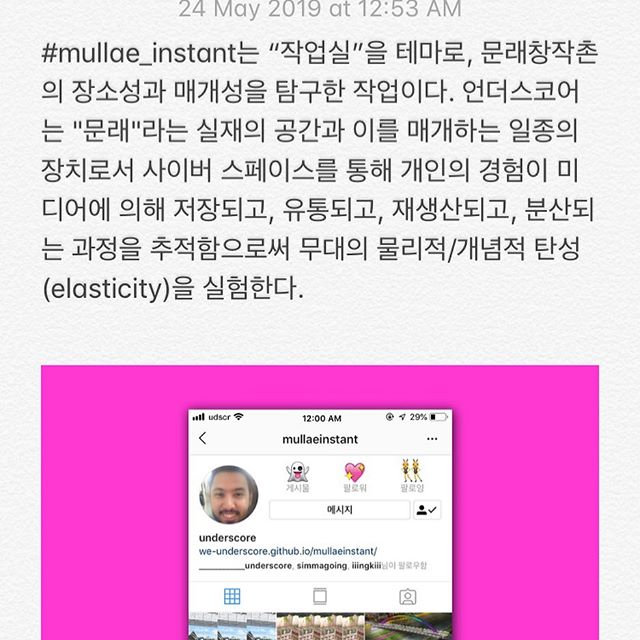 24 May 2019 at 12:53 AM
#mullae_instant는 “작업실”을 테마로, 문래창작촌
의 장소성과 매개성을 탐구한 작업이다. 언더스코어
는 "문래"라는 실재의 공간과 이를 매개하는 일종의
장치로서 사이버 스페이스를 통해 개인의 경험이 미
디어에 의해 저장되고, 유통되고, 재생산되고, 분산되
는 과정을 추적함으로써 무대의 물리적/개념적 탄성
(elasticity)을 실험한다.
udscr 12:00 AM 29%
mullaeinstant
게시물 팔로워 팔로잉
메시지
underscore
we-underscore.github.io/mullaeinstant/
__________underscore, simmagoing, iiingkiii님이 팔로우함